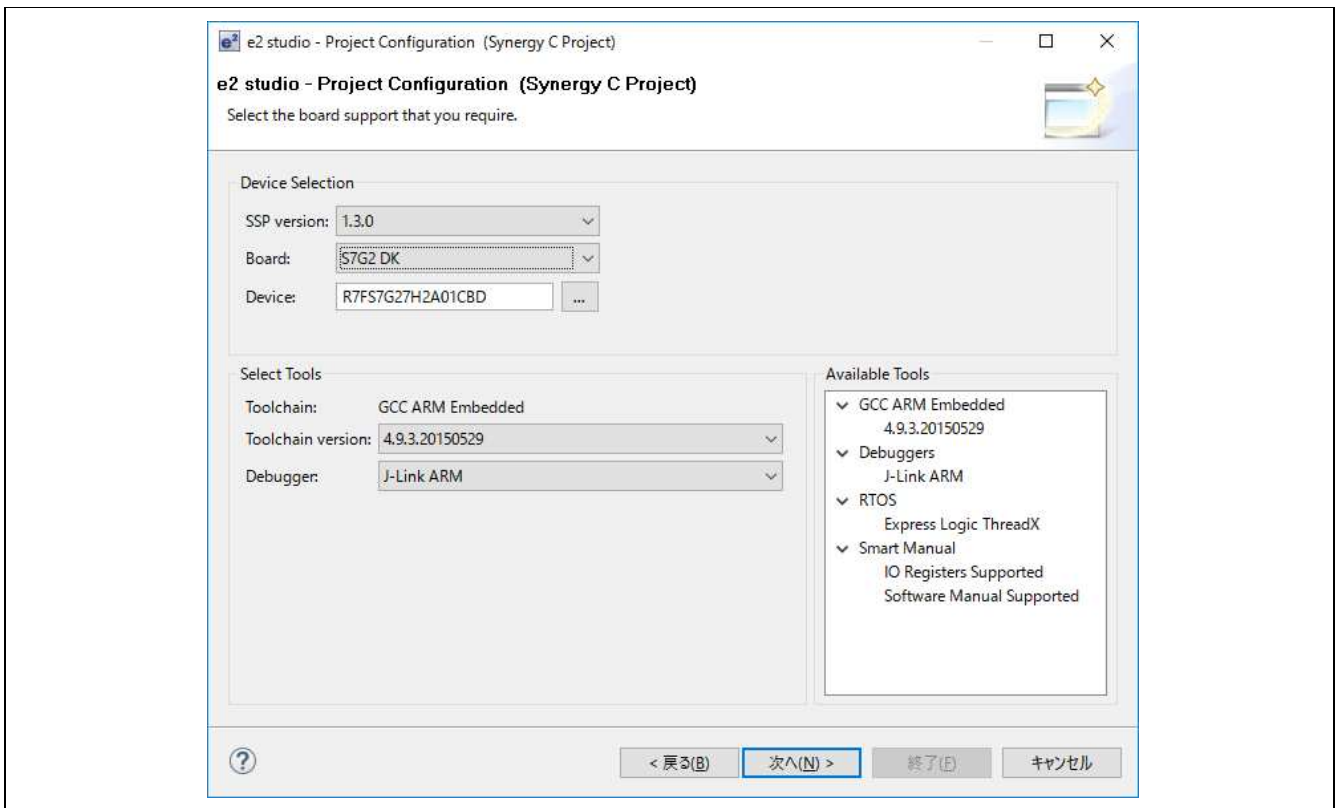 e2 studio - Project Configuration (Synergy C Project)
e2 studio - Project Configuration (Synergy C Project)
Select the board support that you require.
Device Selection
SSP version: 1.3.0
Board: S7G2 DK
Device: R7FS7G27H2A01CBD ...
Select Tools
Toolchain: GCC ARM Embedded
Toolchain version: 4.9.3.20150529
Debugger: J-Link ARM
Available Tools
GCC ARM Embedded
4.9.3.20150529
Debuggers
J-Link ARM
RTOS
Express Logic ThreadX
Smart Manual
IO Registers Supported
Software Manual Supported
< 戻る(B) 次へ(N) > 終了(F) キャンセル